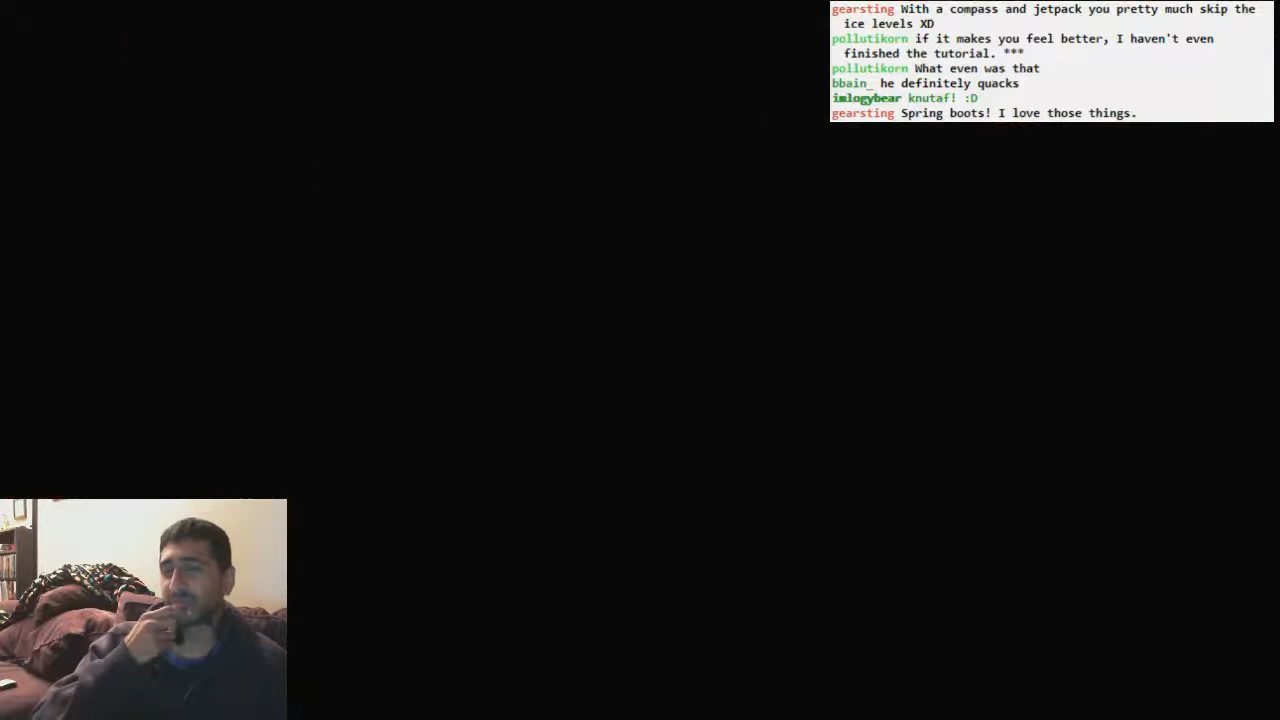 gearsting With a compass and jetpack you pretty much skip the
ice levels XD
pollutikorn if it makes you feel better, I haven't even
finished the tutorial. ***
pollutikorn What even was that
bbain_ he definitely quacks
imlogybear knutaf! :D
gearsting Spring boots! I love those things.